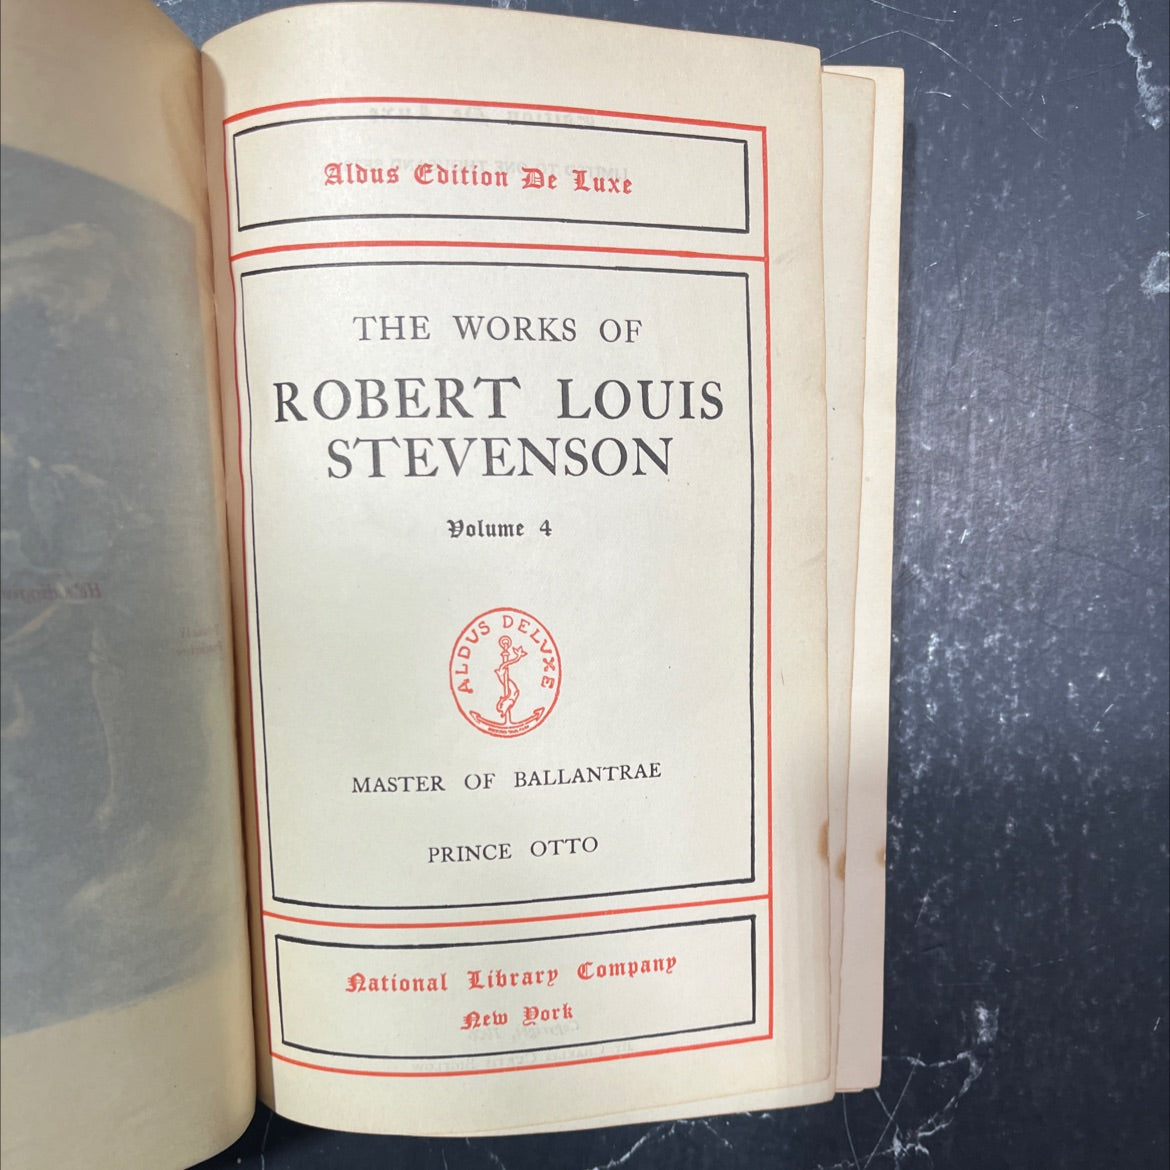 Aldus Edition De Luxe
THE WORKS OF
ROBERT LOUIS
STEVENSON
Volume 4
ALDUS DELUXE
MASTER OF BALLANTRAE
PRINCE OTTO
National Library Company
New York